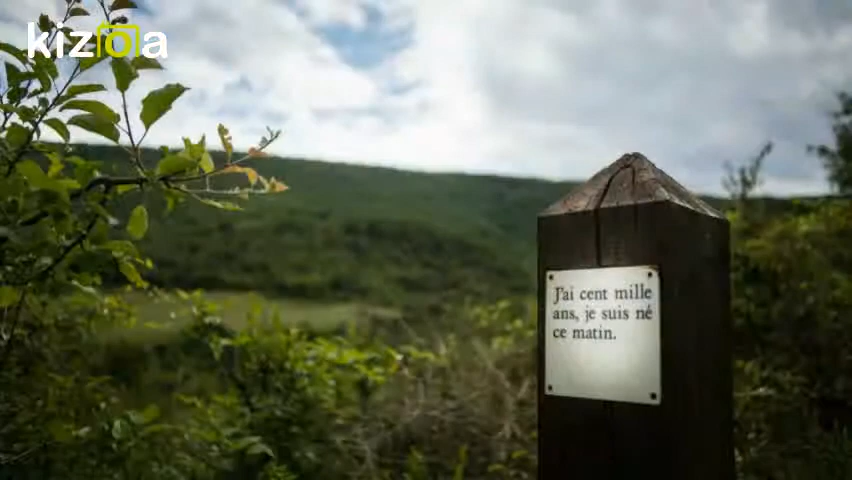 kizoa
J'ai cent mille
ans, je suis né
ce matin.